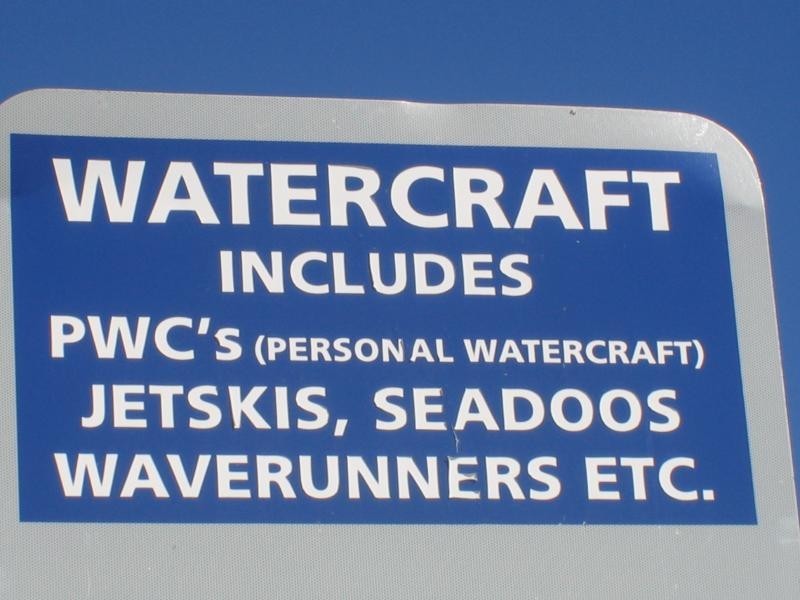 WATERCRAFT
INCLUDES
PWC's (PERSONAL WATERCRAFT)
JETSKIS, SEADOOS
WAVERUNNERS ETC.